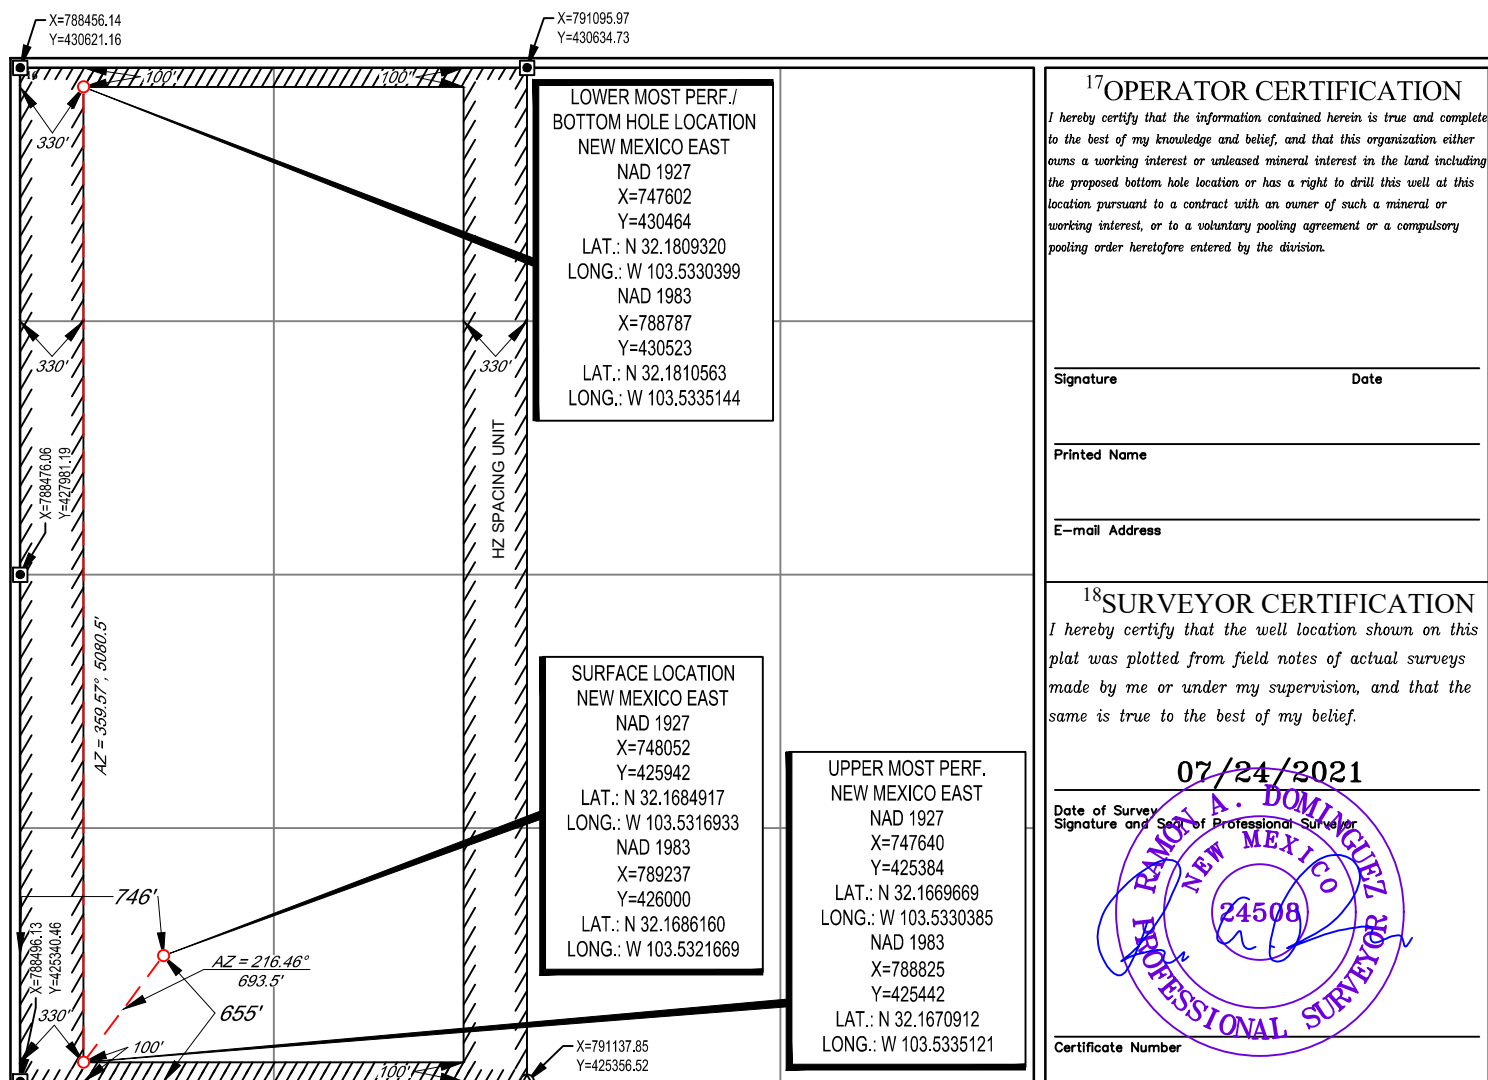 X=788456.14
Y=430621.16
X=791095.97
Y=430634.73
100'
100'
330'
LOWER MOST PERF./
BOTTOM HOLE LOCATION
NEW MEXICO EAST
NAD 1927
X=747602
Y=430464
LAT.: N 32.1809320
LONG.: W 103.5330399
NAD 1983
X=788787
Y=430523
LAT.: N 32.1810563
LONG.: W 103.5335144
330'
330'
HZ SPACING UNIT
X=788476.06
Y=427981.19
AZ = 359.57°, 5080.5'
SURFACE LOCATION
NEW MEXICO EAST
NAD 1927
X=748052
Y=425942
LAT.: N 32.1684917
LONG.: W 103.5316933
NAD 1983
X=789237
Y=426000
LAT.: N 32.1686160
LONG.: W 103.5321669
UPPER MOST PERF.
NEW MEXICO EAST
NAD 1927
X=747640
Y=425384
LAT.: N 32.1669669
LONG.: W 103.5330385
NAD 1983
X=788825
Y=425442
LAT.: N 32.1670912
LONG.: W 103.5335121
746'
X=788496.13
Y=425340.46
AZ = 216.46°
693.5'
655'
330'
100'
100'
X=791137.85
Y=425356.52
17OPERATOR CERTIFICATION
I hereby certify that the information contained herein is true and complete
to the best of my knowledge and belief, and that this organization either
owns a working interest or unleased mineral interest in the land including
the proposed bottom hole location or has a right to drill this well at this
location pursuant to a contract with an owner of such a mineral or
working interest, or to a voluntary pooling agreement or a compulsory
pooling order heretofore entered by the division.
Signature Date
Printed Name
E-mail Address
18SURVEYOR CERTIFICATION
I hereby certify that the well location shown on this
plat was plotted from field notes of actual surveys
made by me or under my supervision, and that the
same is true to the best of my belief.
07/24/2021
Date of Survey
Signature and Seal of Professional Surveyor
RAMON A. DOMINGUEZ
NEW MEXICO
24508
PROFESSIONAL SURVEYOR
Certificate Number